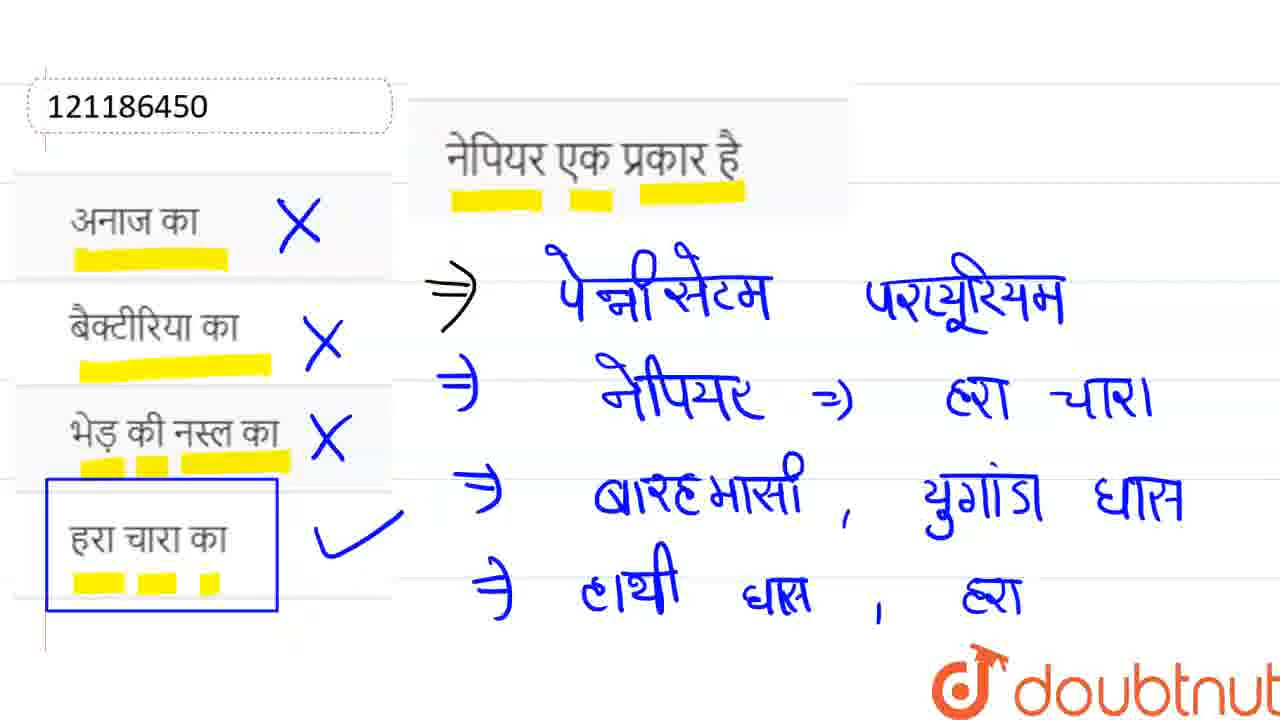 121186450
नेपियर एक प्रकार है
अनाज का
बैक्टीरिया का
भेड़ की नस्ल का
हरा चारा का
⇒ पेन्नीसेटम परप्यूरियम
⇒ नेपियर ⇒ हरा चारा
⇒ बारहमासी, युगांडा घास
⇒ हाथी घास, हरा
doubtnut